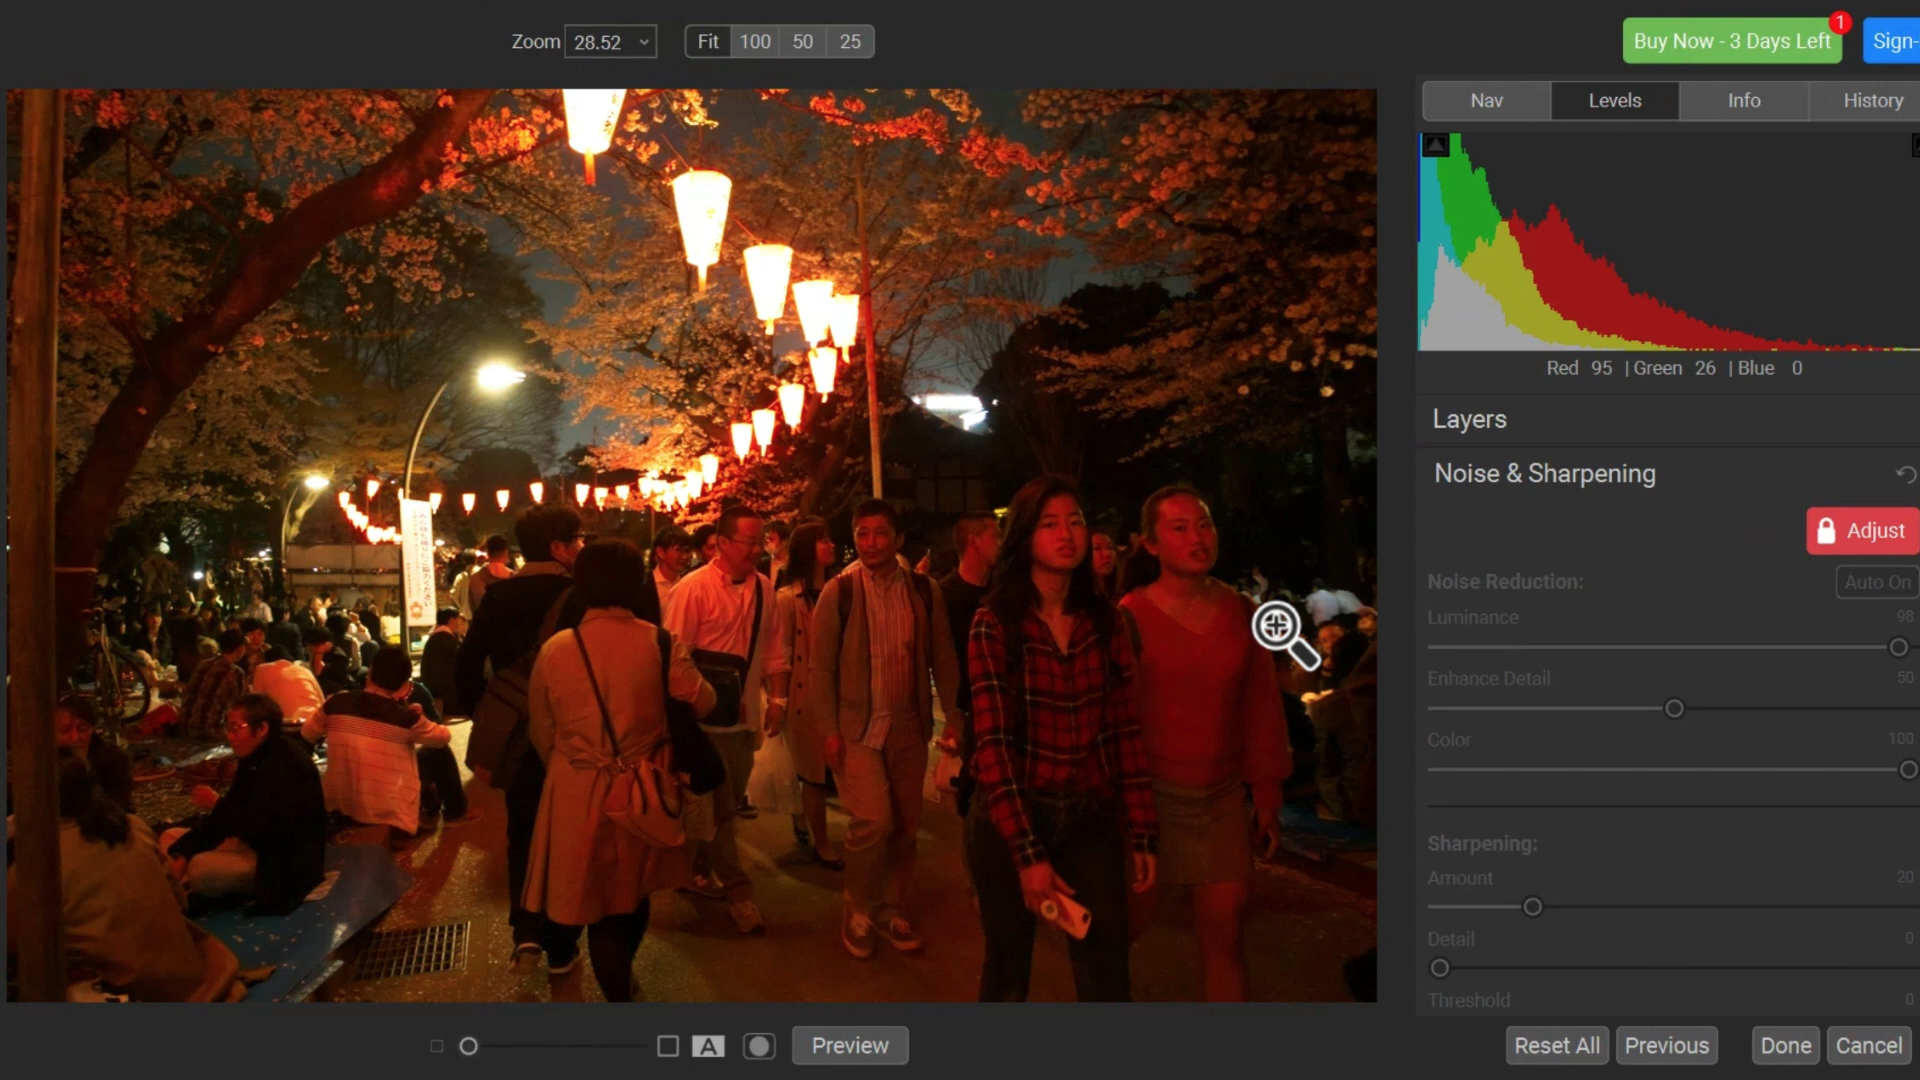 Zoom 28.52 Fit 100 50 25
Buy Now - 3 Days Left 1 Sign-
Nav Levels Info History
Red 95 | Green 26 | Blue 0
Layers
Noise & Sharpening
Adjust
Noise Reduction: Auto On
Luminance 98
Enhance Detail 50
Color 100
Sharpening:
Amount 20
Detail 0
Threshold 0
A Preview Reset All Previous Done Cancel